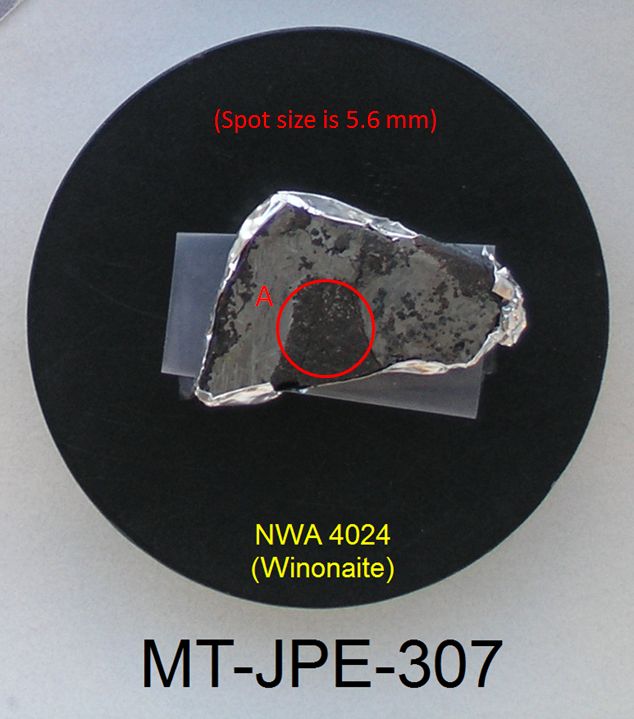 (Spot size is 5.6 mm)
A
NWA 4024
(Winonaite)
MT-JPE-307